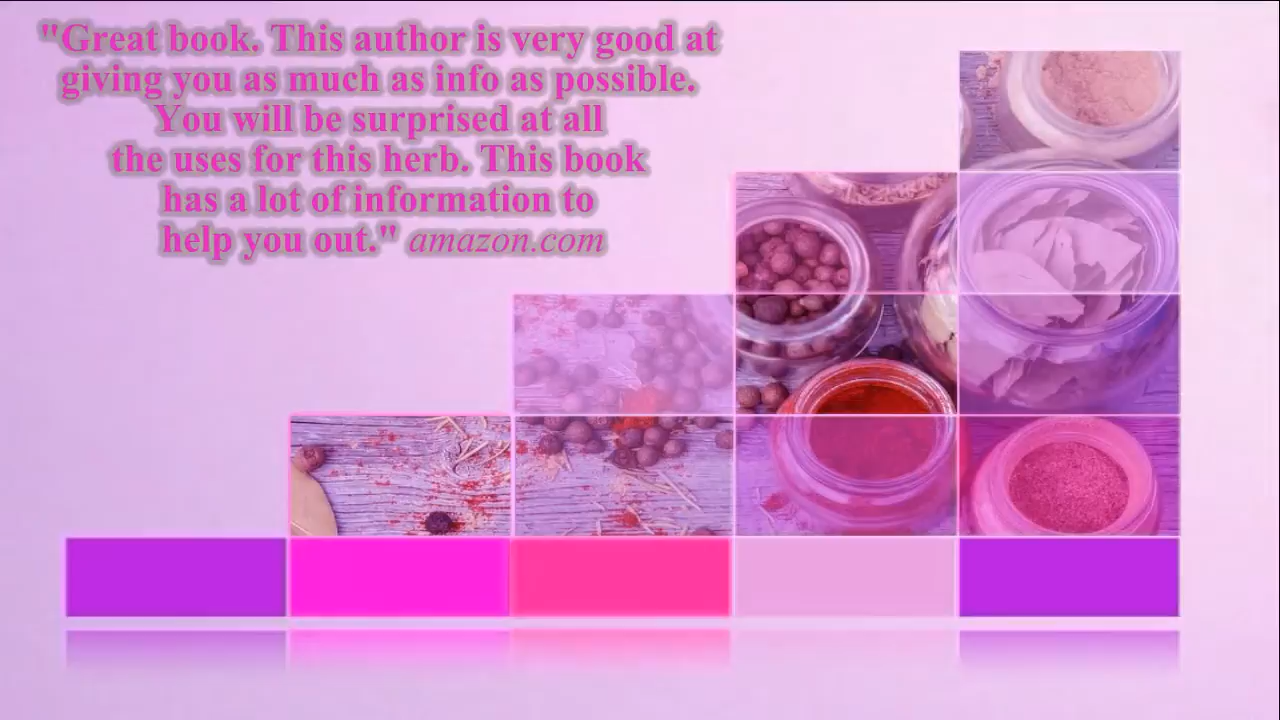 "Great book. This author is very good at
giving you as much as info as possible.
You will be surprised at all
the uses for this herb. This book
has a lot of information to
help you out." amazon.com